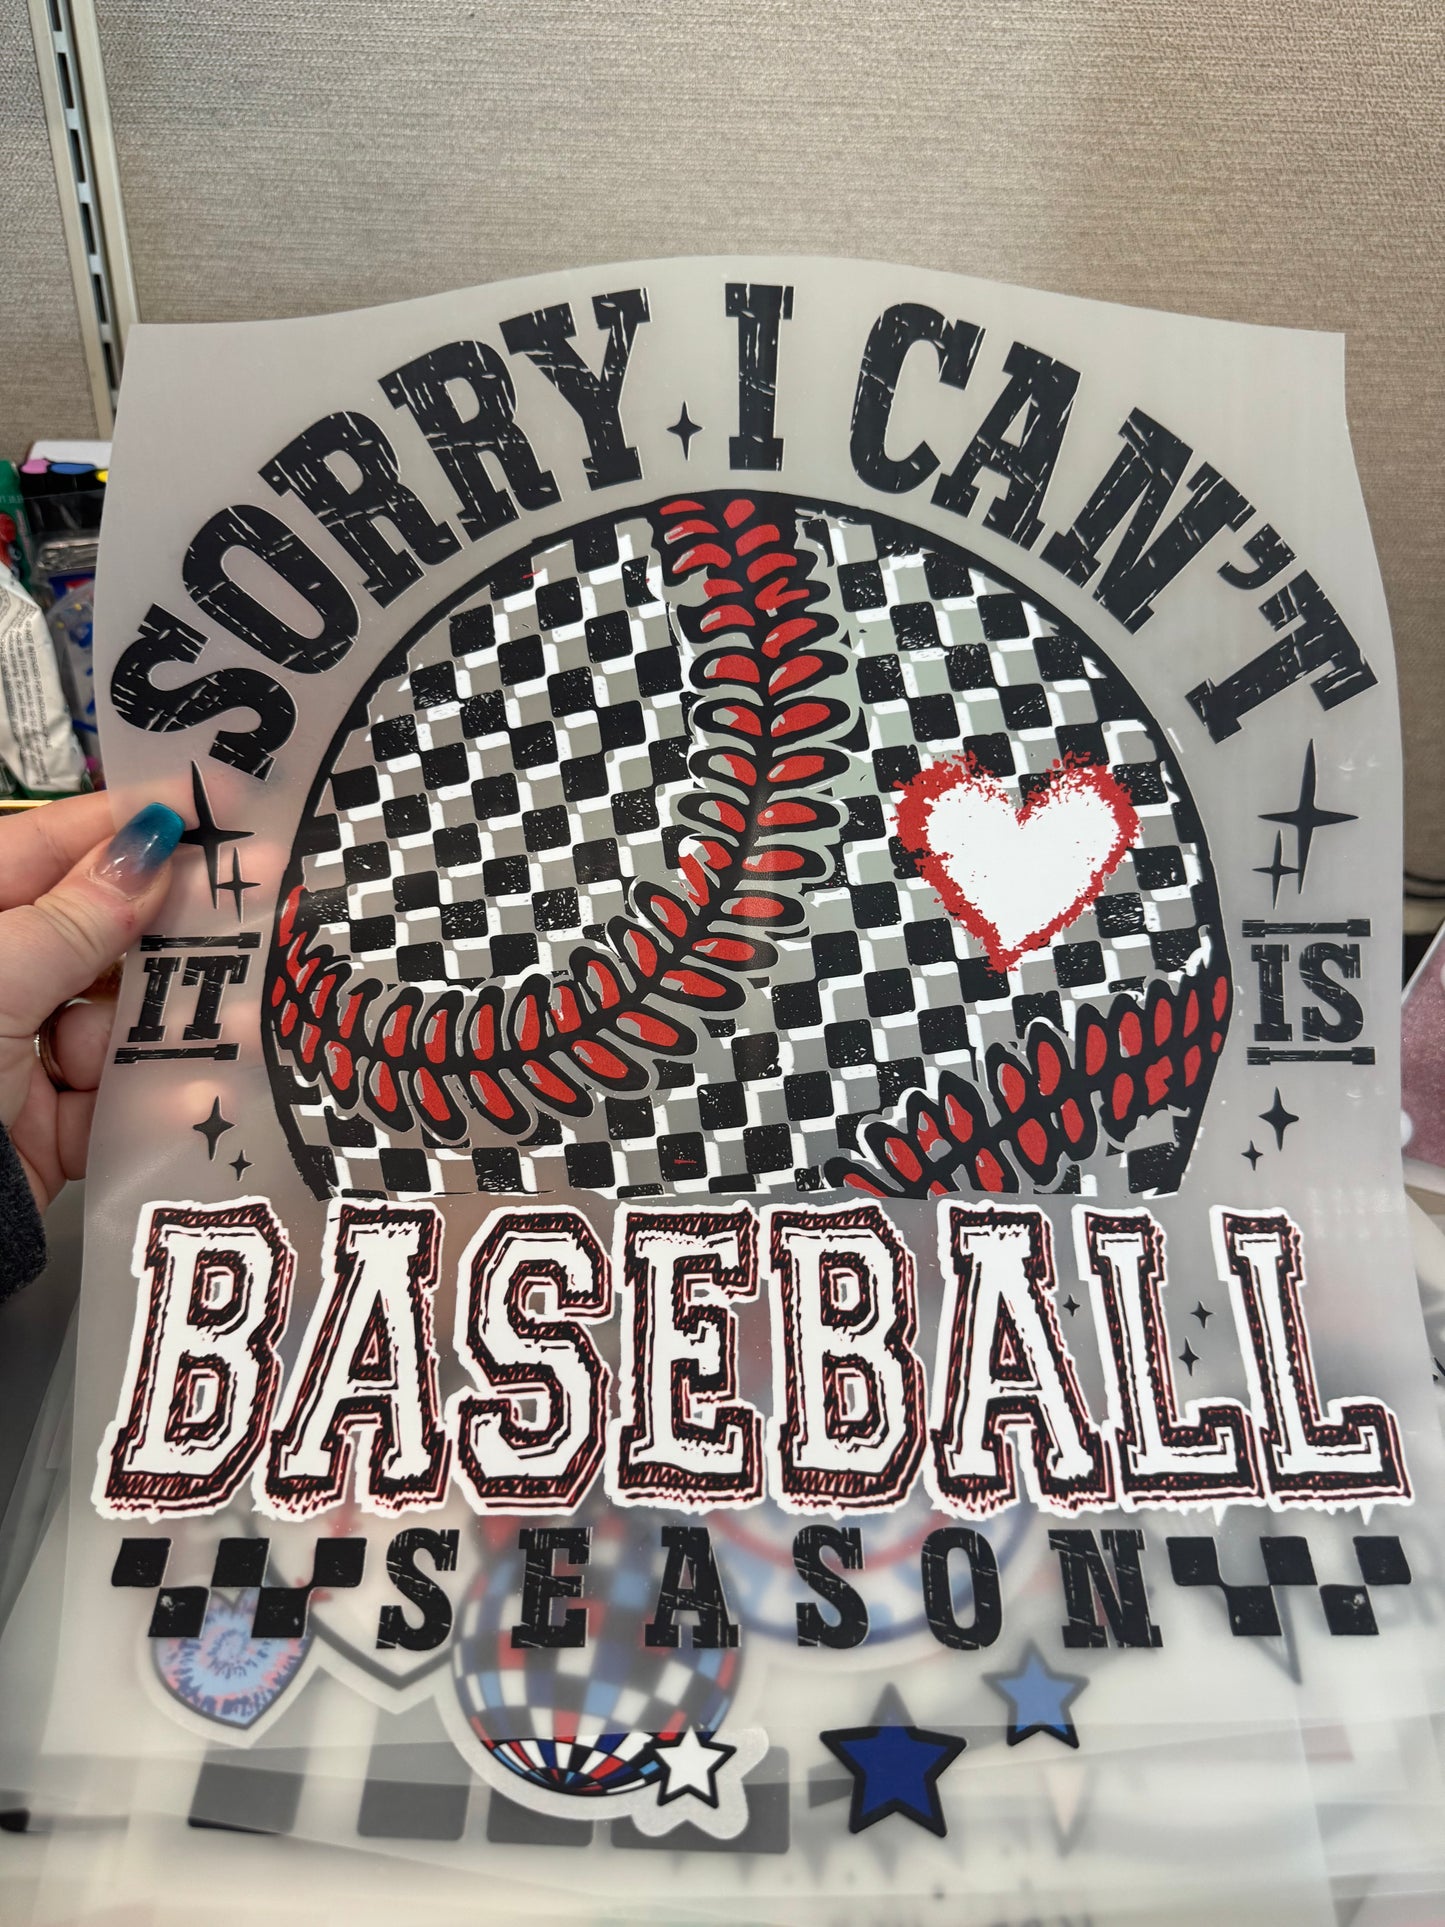 SORRY I CAN'T
IT IS
BASEBALL
SEASON